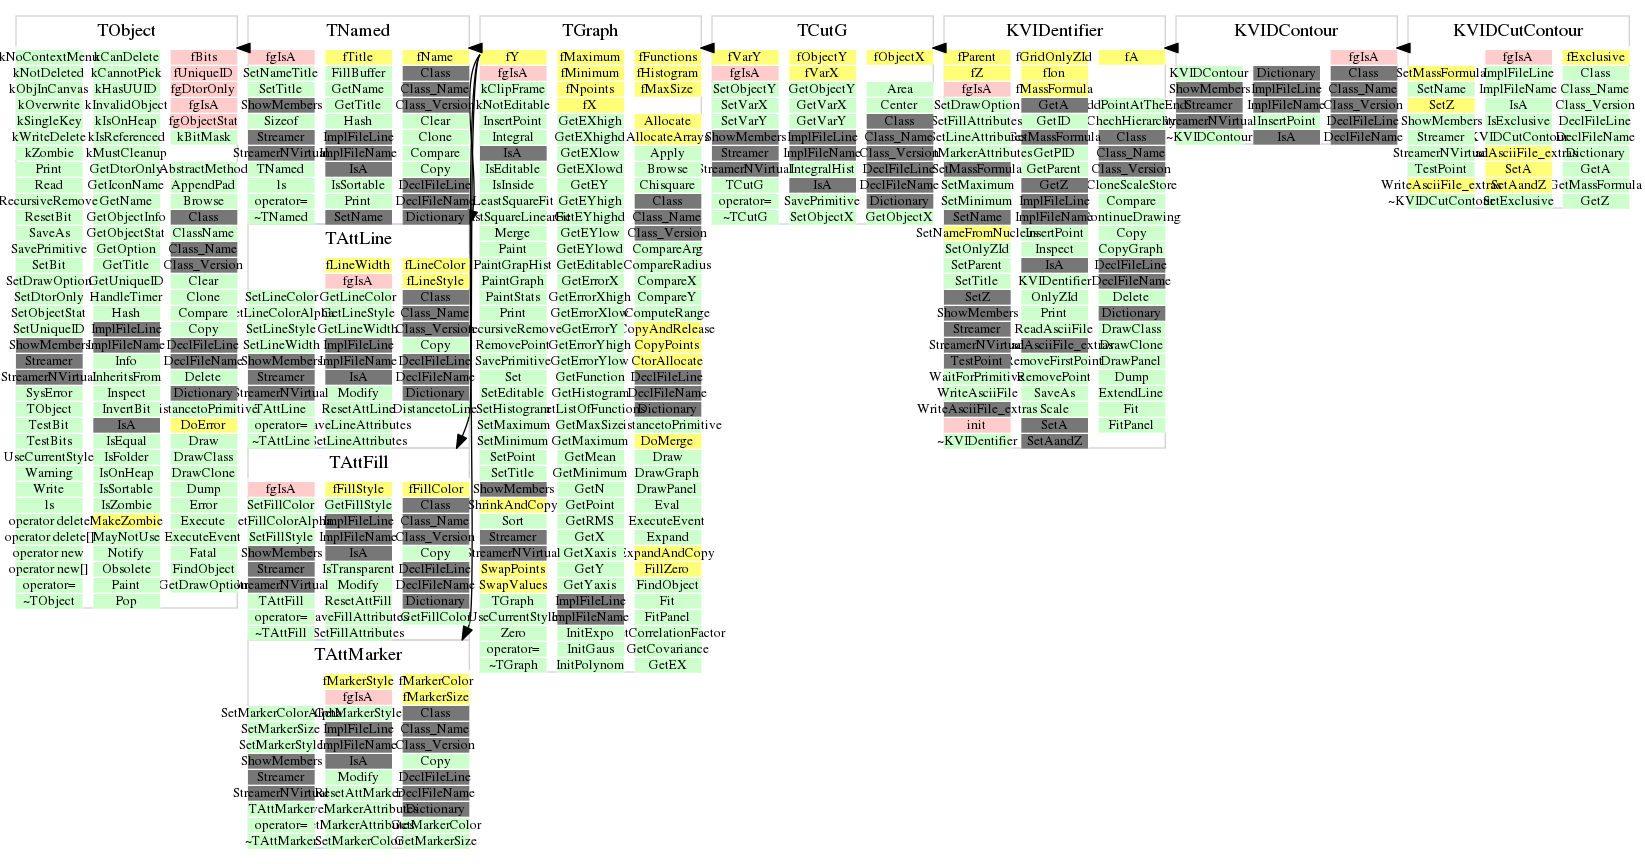 TObject
kNoContextMenu kCanDelete fBits
kNotDeleted kCannotPick fUniqueID
kObjInCanvas kHasUUID fgDtorOnly
kOverwrite kInvalidObject fgIsA
kSingleKey kIsOnHeap fgObjectStat
kWriteDelete kIsReferenced kBitMask
kZombie kMustCleanup
Print GetDtorOnly AbstractMethod
Read GetIconName AppendPad
RecursiveRemove GetName Browse
ResetBit GetObjectInfo Class
SaveAs GetObjectStat ClassName
SavePrimitive GetOption Class_Name
SetBit GetTitle Class_Version
SetDrawOption GetUniqueID Clear
SetDtorOnly HandleTimer Clone
SetObjectStat Hash Compare
SetUniqueID ImplFileLine Copy
ShowMembers ImplFileName DeclFileLine
Streamer Info DeclFileName
StreamerNVirtual InheritsFrom Delete
SysError Inspect Dictionary
TObject InvertBit istancetoPrimitive
TestBit IsA DoError
TestBits IsEqual Draw
UseCurrentStyle IsFolder DrawClass
Warning IsOnHeap DrawClone
Write IsSortable Dump
ls IsZombie Error
operator delete MakeZombie Execute
operator delete[] MayNotUse ExecuteEvent
operator new Notify Fatal
operator new[] Obsolete FindObject
operator= Paint GetDrawOption
~TObject Pop
TNamed
fgIsA fTitle fName
SetNameTitle FillBuffer Class
SetTitle GetName Class_Name
ShowMembers GetTitle Class_Version
Sizeof Hash Clear
Streamer ImplFileLine Clone
StreamerNVirtual ImplFileName Compare
TNamed IsA Copy
ls IsSortable DeclFileLine
operator= Print DeclFileName
~TNamed SetName Dictionary
TAttLine
fLineWidth fLineColor
fgIsA fLineStyle
SetLineColor GetLineColor Class
etLineColorAlpha GetLineStyle Class_Name
SetLineStyle GetLineWidth Class_Version
SetLineWidth ImplFileLine Copy
ShowMembers ImplFileName DeclFileLine
Streamer IsA DeclFileName
StreamerNVirtual Modify Dictionary
TAttLine ResetAttLine DistancetoLine
operator= aveLineAttributes
~TAttLine SetLineAttributes
TAttFill
fgIsA fFillStyle fFillColor
SetFillColor GetFillStyle Class
etFillColorAlpha ImplFileLine Class_Name
SetFillStyle ImplFileName Class_Version
ShowMembers IsA Copy
Streamer IsTransparent DeclFileLine
StreamerNVirtual Modify DeclFileName
TAttFill ResetAttFill Dictionary
operator= aveFillAttributes GetFillColor
~TAttFill SetFillAttributes
TAttMarker
fMarkerStyle fMarkerColor
fgIsA fMarkerSize
SetMarkerColorAlpha GetMarkerStyle Class
SetMarkerSize ImplFileLine Class_Name
SetMarkerStyle ImplFileName Class_Version
ShowMembers IsA Copy
Streamer Modify DeclFileLine
StreamerNVirtual ResetAttMarker DeclFileName
TAttMarker veMarkerAttributes Dictionary
operator= tMarkerAttributes GetMarkerColor
~TAttMarker SetMarkerColor GetMarkerSize
TGraph
fY fMaximum fFunctions
fgIsA fMinimum fHistogram
kClipFrame fNpoints fMaxSize
kNotEditable fX
InsertPoint GetEXhigh Allocate
Integral GetEXhighd AllocateArrays
IsA GetEXlow Apply
IsEditable GetEXlowd Browse
IsInside GetEY Chisquare
LeastSquareFit GetEYhigh Class
stSquareLinearFit GetEYhighd Class_Name
Merge GetEYlow Class_Version
Paint GetEYlowd CompareArg
PaintGrapHist GetEditable CompareRadius
PaintGraph GetErrorX CompareX
PaintStats GetErrorXhigh CompareY
Print GetErrorXlow ComputeRange
ecursiveRemove GetErrorY CopyAndRelease
RemovePoint GetErrorYhigh CopyPoints
SavePrimitive GetErrorYlow CtorAllocate
Set GetFunction DeclFileLine
SetEditable GetHistogram DeclFileName
SetHistogram etListOfFunctions Dictionary
SetMaximum GetMaxSize istancetoPrimitive
SetMinimum GetMaximum DoMerge
SetPoint GetMean Draw
SetTitle GetMinimum DrawGraph
ShowMembers GetN DrawPanel
ShrinkAndCopy GetPoint Eval
Sort GetRMS ExecuteEvent
Streamer GetX Expand
StreamerNVirtual GetXaxis ExpandAndCopy
SwapPoints GetY FillZero
SwapValues GetYaxis FindObject
TGraph ImplFileLine Fit
UseCurrentStyle ImplFileName FitPanel
Zero InitExpo tCorrelationFactor
operator= InitGaus GetCovariance
~TGraph InitPolynom GetEX
TCutG
fVarY fObjectY fObjectX
fgIsA fVarX
SetObjectY GetObjectY Area
SetVarX GetVarX Center
SetVarY GetVarY Class
ShowMembers ImplFileLine Class_Name
Streamer ImplFileName Class_Version
StreamerNVirtual IntegralHist DeclFileLine
TCutG IsA DeclFileName
operator= SavePrimitive Dictionary
~TCutG SetObjectX GetObjectX
KVIDentifier
fParent fGridOnlyZId fA
fZ fIon
fgIsA fMassFormula
SetDrawOption GetA ddPointAtTheEnd
SetFillAttributes GetID ChechHierarchy
SetLineAttributes GetMassFormula Class
MarkerAttributes GetPID Class_Name
SetMassFormula GetParent Class_Version
SetMaximum GetZ CloneScaleStore
SetMinimum ImplFileLine Compare
SetName ImplFileName ContinueDrawing
SetNameFromNucleus InsertPoint Copy
SetOnlyZId Inspect CopyGraph
SetParent IsA DeclFileLine
SetTitle KVIDentifier DeclFileName
SetZ OnlyZId Delete
ShowMembers Print Dictionary
Streamer ReadAsciiFile DrawClass
StreamerNVirtual adAsciiFile_extras DrawClone
TestPoint RemoveFirstPoint DrawPanel
WaitForPrimitive RemovePoint Dump
WriteAsciiFile SaveAs ExtendLine
WriteAsciiFile_extras Scale Fit
init SetA FitPanel
~KVIDentifier SetAandZ
KVIDContour
fgIsA
KVIDContour Dictionary Class
ShowMembers ImplFileLine Class_Name
Streamer ImplFileName Class_Version
StreamerNVirtual InsertPoint DeclFileLine
~KVIDContour IsA DeclFileName
KVIDCutContour
fgIsA fExclusive
SetMassFormula ImplFileLine Class
SetName ImplFileName Class_Name
SetZ IsA Class_Version
ShowMembers IsExclusive DeclFileLine
Streamer KVIDCutContour DeclFileName
StreamerNVirtual adAsciiFile_extras Dictionary
TestPoint SetA GetA
WriteAsciiFile_extras SetAandZ GetMassFormula
~KVIDCutContour SetExclusive GetZ